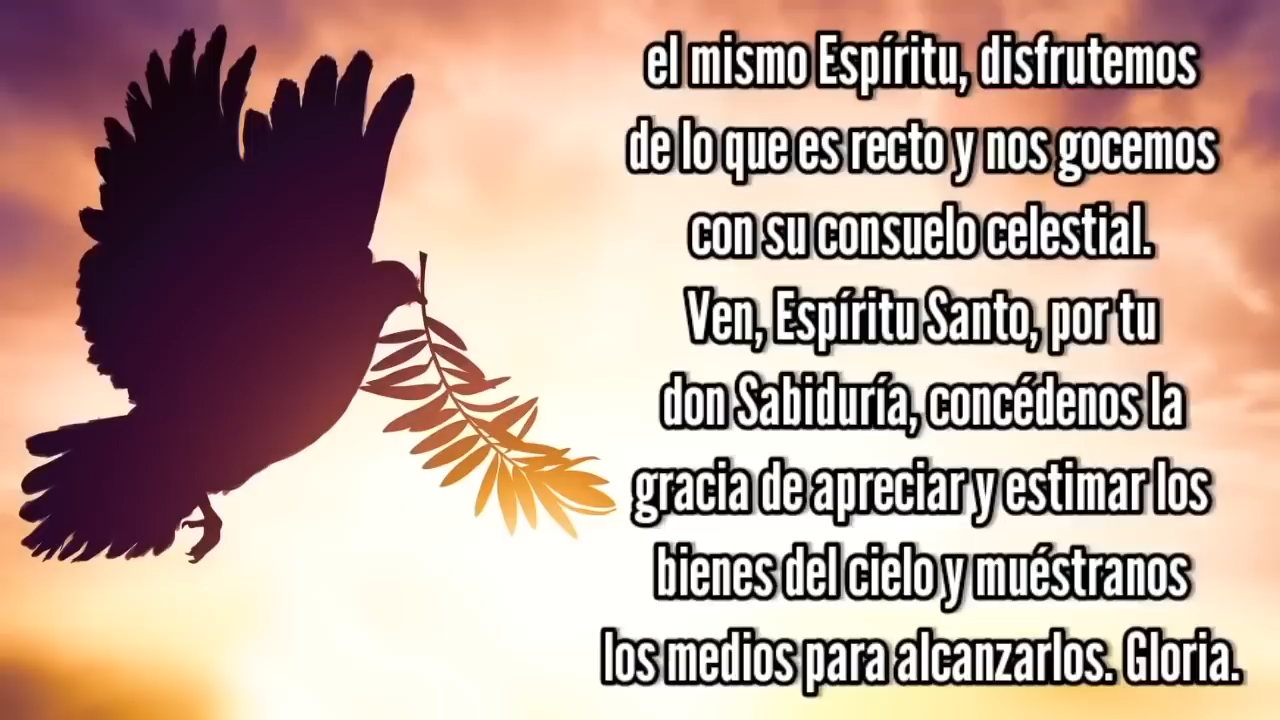 el mismo Espíritu, disfrutemos
de lo que es recto y nos gocemos
con su consuelo celestial.
Ven, Espíritu Santo, por tu
don Sabiduría, concédenos la
gracia de apreciar y estimar los
bienes del cielo y muéstranos
los medios para alcanzarlos. Gloria.